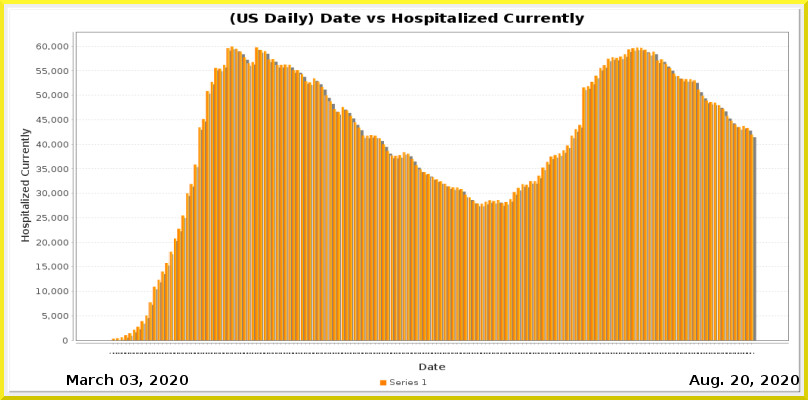 (US Daily) Date vs Hospitalized Currently
60,000
55,000
50,000
45,000
40,000
35,000
30,000
25,000
20,000
15,000
10,000
5,000
0
Hospitalized Currently
Date
March 03, 2020
Aug. 20, 2020
Series 1